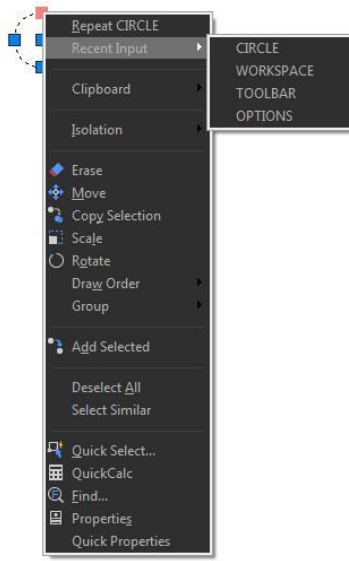 Repeat CIRCLE
Recent Input
CIRCLE
WORKSPACE
TOOLBAR
OPTIONS
Clipboard
Isolation
Erase
Move
Copy Selection
Scale
Rotate
Draw Order
Group
Add Selected
Deselect All
Select Similar
Quick Select...
QuickCalc
Find...
Properties
Quick Properties